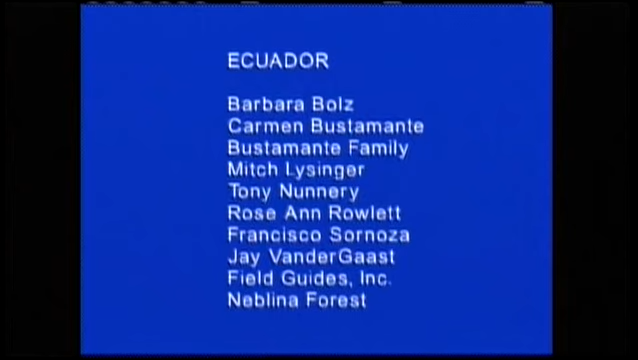 ECUADOR
Barbara Bolz
Carmen Bustamante
Bustamante Family
Mitch Lysinger
Tony Nunnery
Rose Ann Rowlett
Francisco Sornoza
Jay VanderGaast
Field Guides, Inc.
Neblina Forest